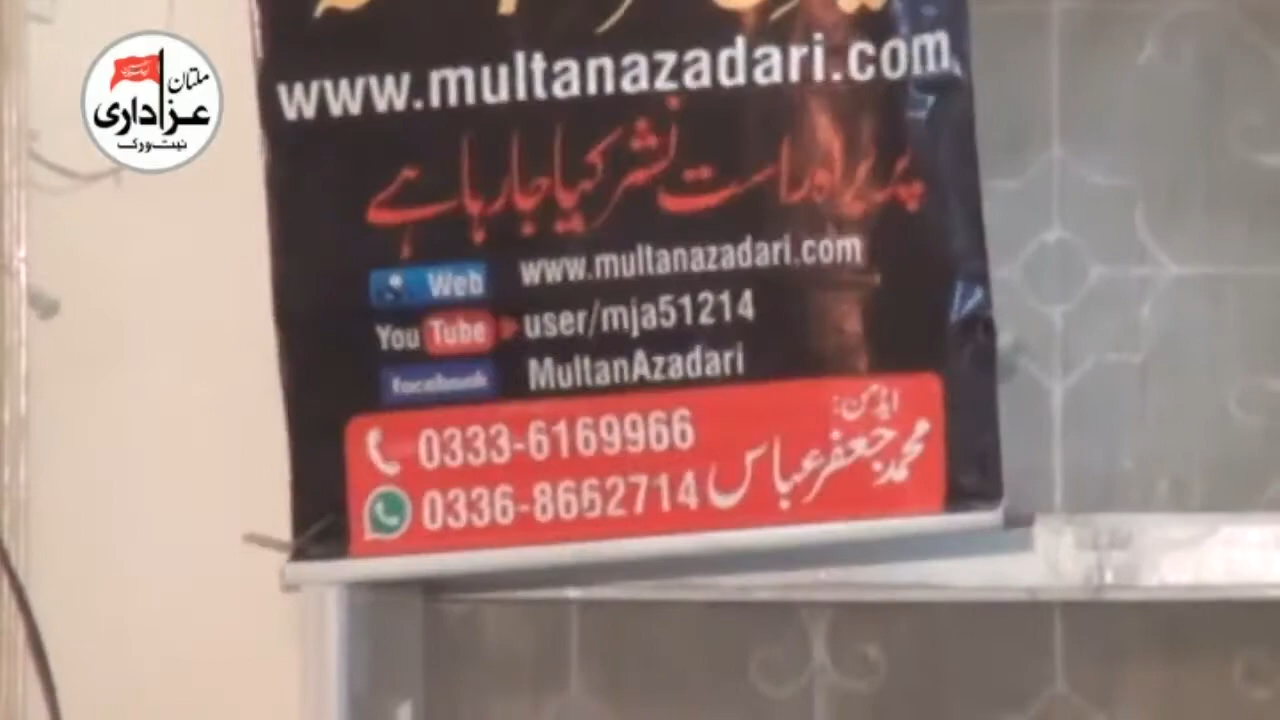 ملتان
عزاداری
نیٹ ورک
www.multanazadari.com
پر براہ راست نشر کیا جا رہا ہے
Web www.multanazadari.com
You Tube user/mja51214
facebook MultanAzadari
ایڈمن:
0333-6169966
محمد جعفر عباس
0336-8662714